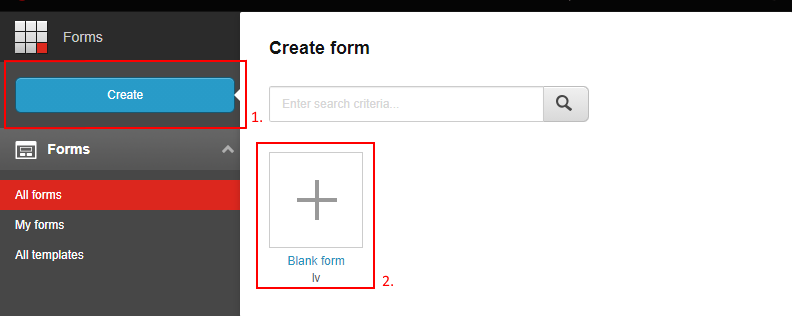 Forms
Create
1.
Forms
All forms
My forms
All templates
Create form
Enter search criteria...
Blank form
lv
2.